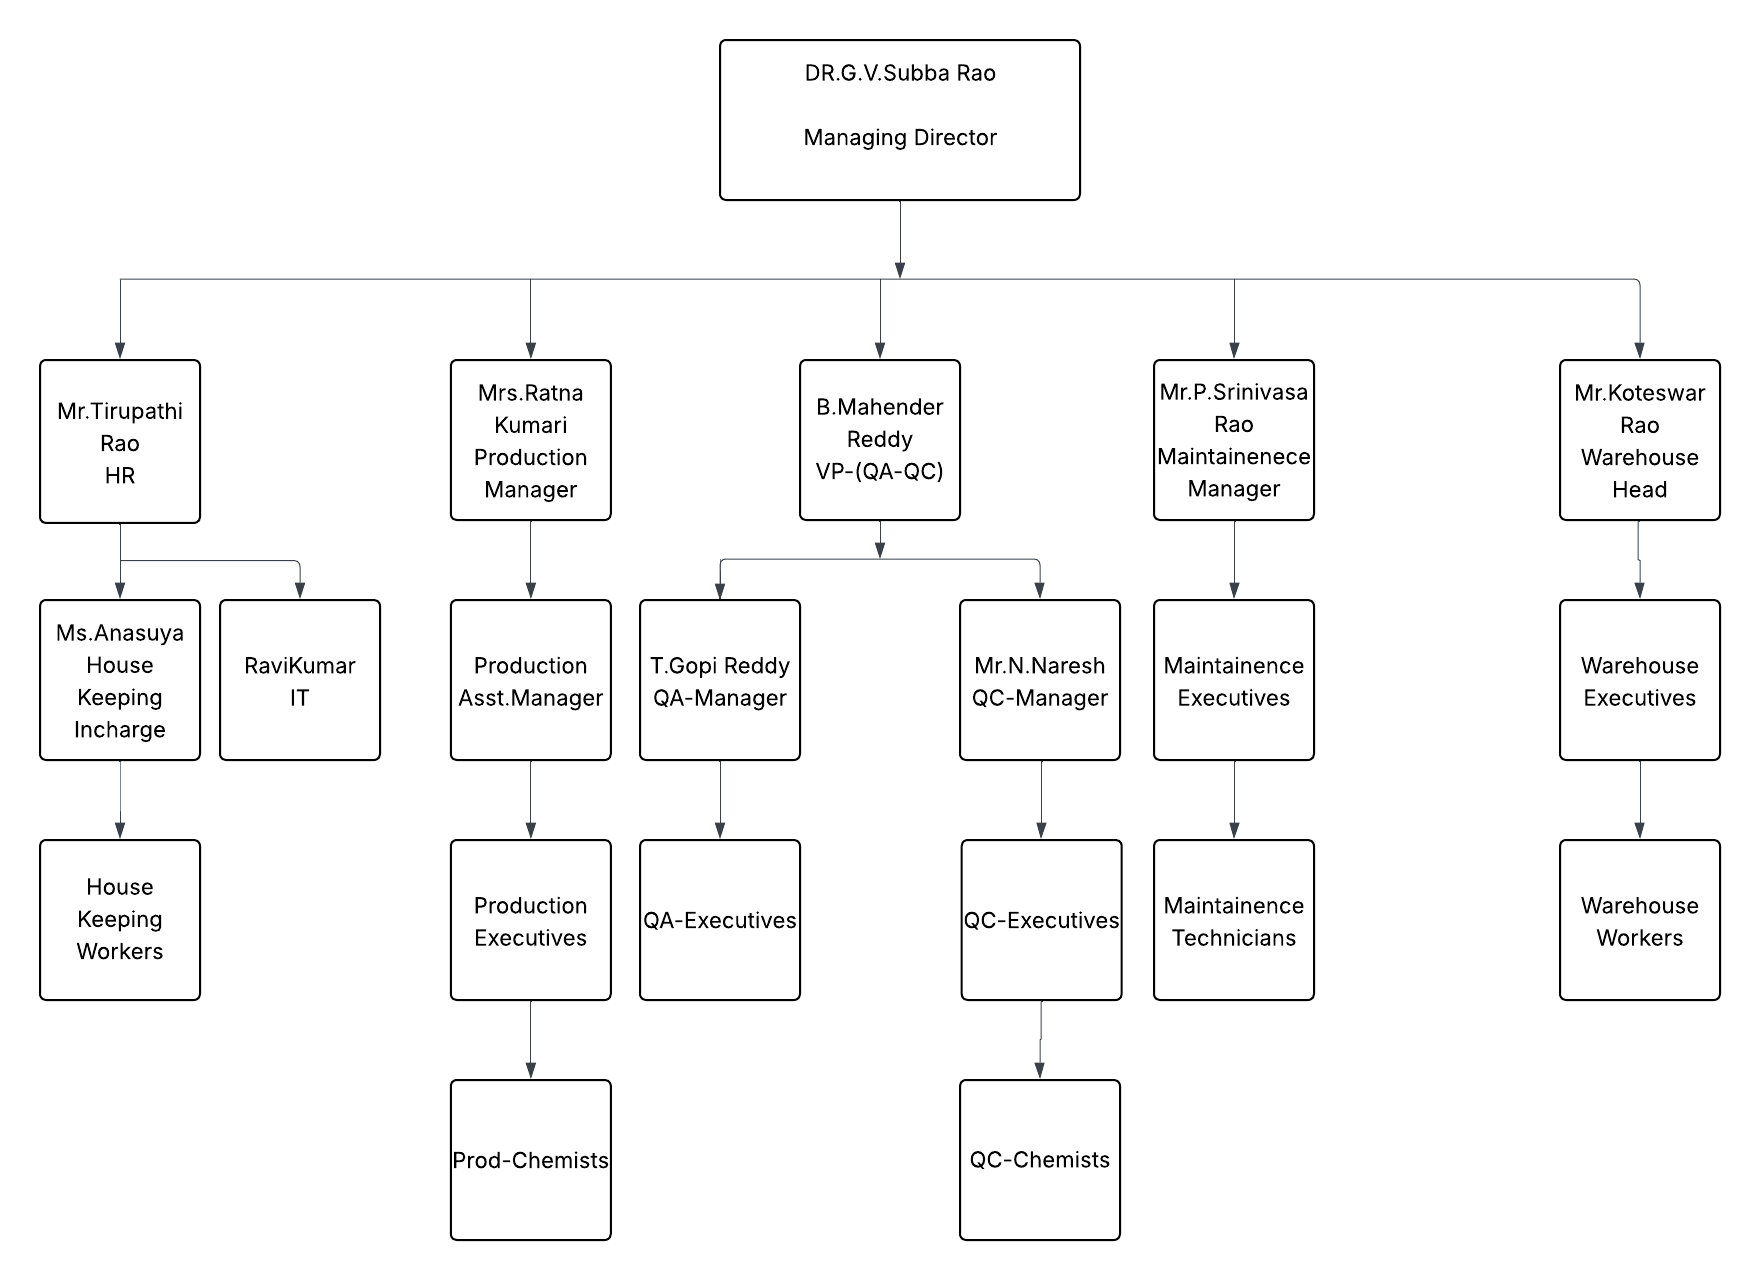 DR.G.V.Subba Rao
Managing Director
Mr.Tirupathi
Rao
HR
Mrs.Ratna
Kumari
Production
Manager
B.Mahender
Reddy
VP-(QA-QC)
Mr.P.Srinivasa
Rao
Maintainenece
Manager
Mr.Koteswar
Rao
Warehouse
Head
Ms.Anasuya
House
Keeping
Incharge
RaviKumar
IT
Production
Asst.Manager
T.Gopi Reddy
QA-Manager
Mr.N.Naresh
QC-Manager
Maintainence
Executives
Warehouse
Executives
House
Keeping
Workers
Production
Executives
QA-Executives
QC-Executives
Maintainence
Technicians
Warehouse
Workers
Prod-Chemists
QC-Chemists